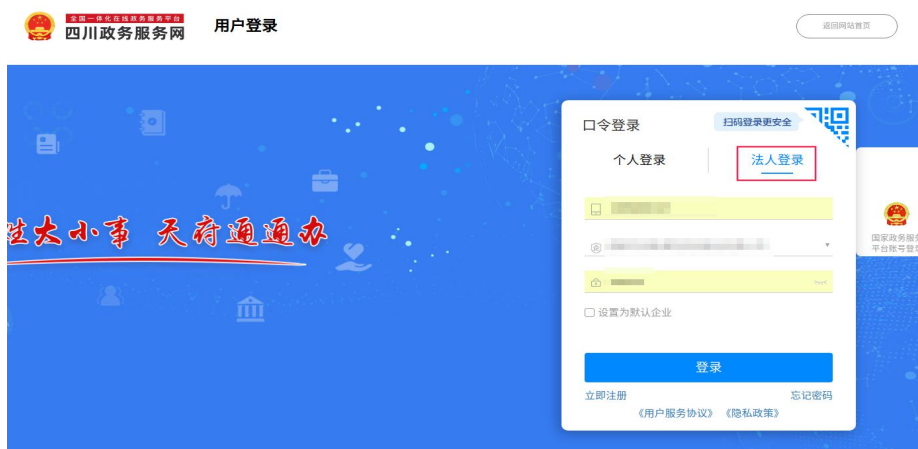 全国一体化在线政务服务平台
四川政务服务网
用户登录
返回网站首页
口令登录
扫码登录更安全
个人登录
法人登录
姓大小事 天府通通办
国家政务服务
平台账号登录
设置为默认企业
登录
立即注册
忘记密码
《用户服务协议》 《隐私政策》